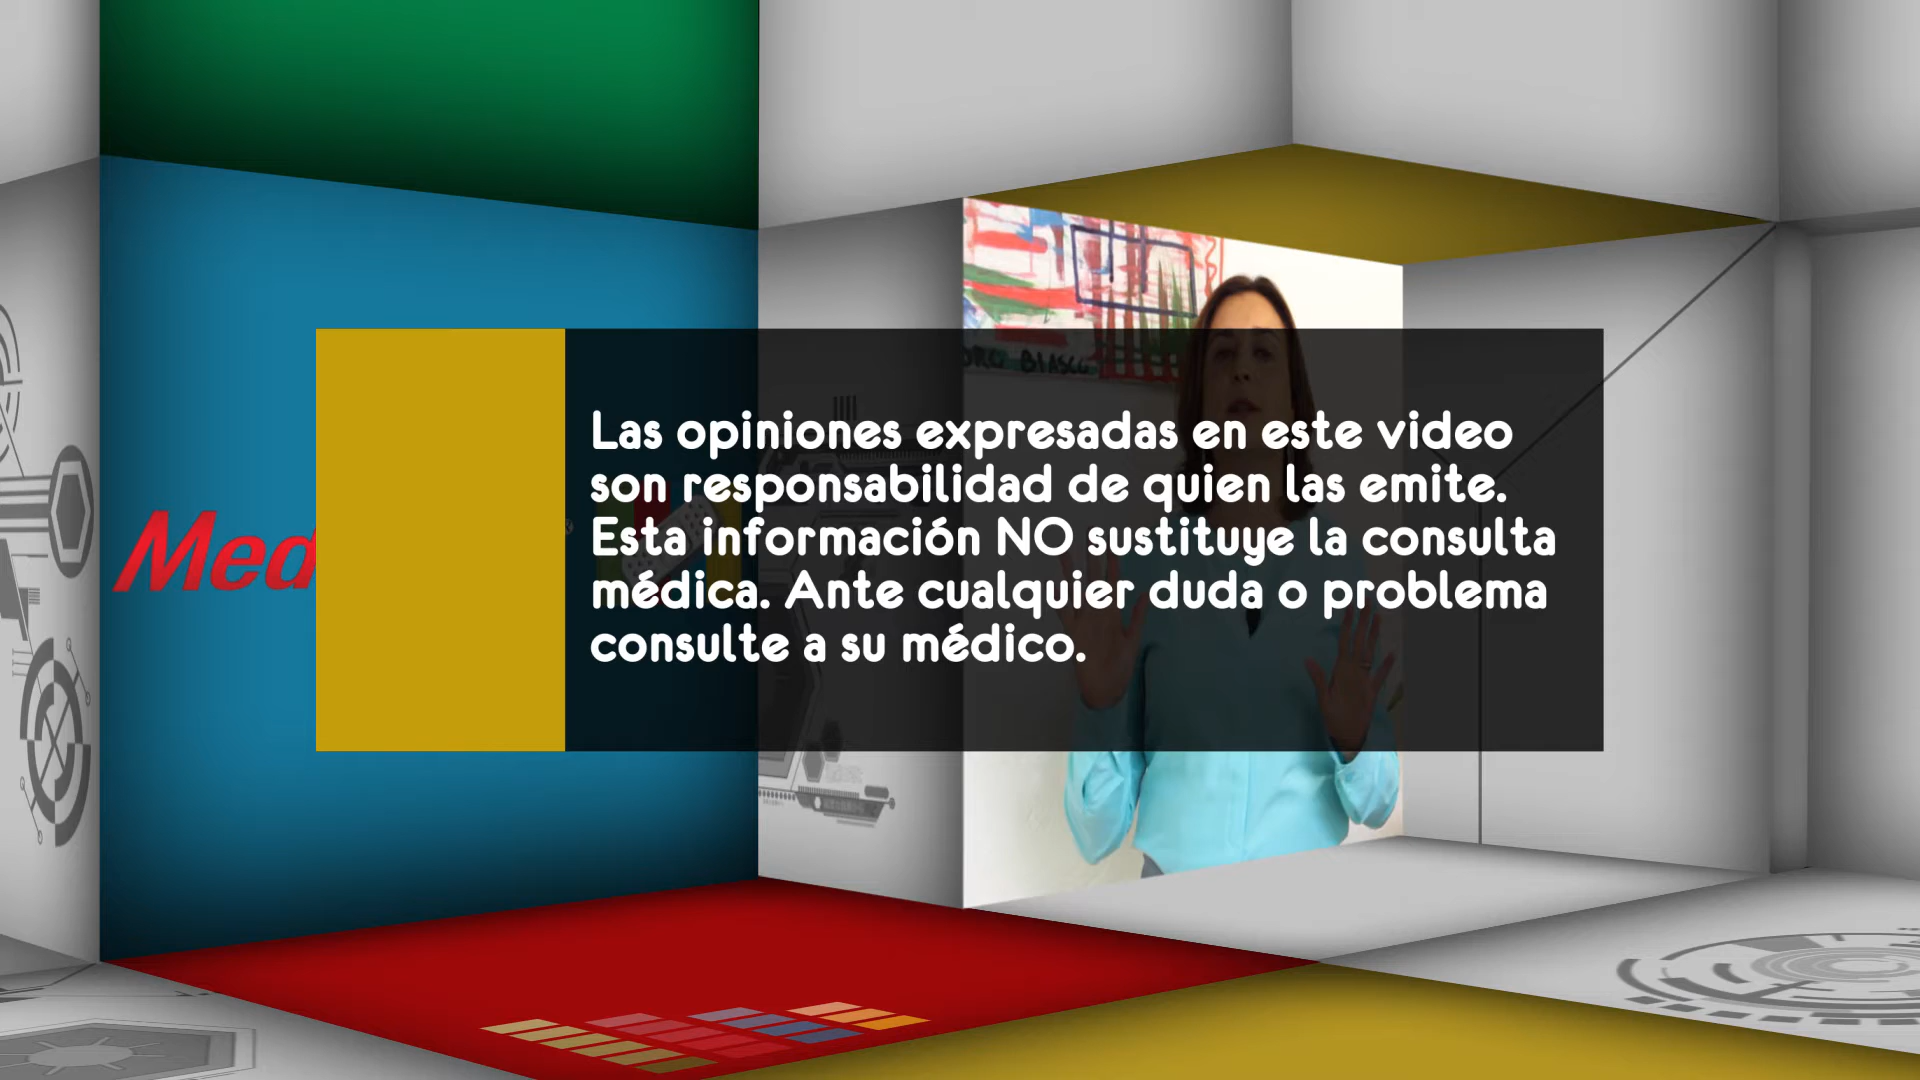 Las opiniones expresadas en este video
son responsabilidad de quien las emite.
Esta información NO sustituye la consulta
médica. Ante cualquier duda o problema
consulte a su médico.
Med
BLASCO